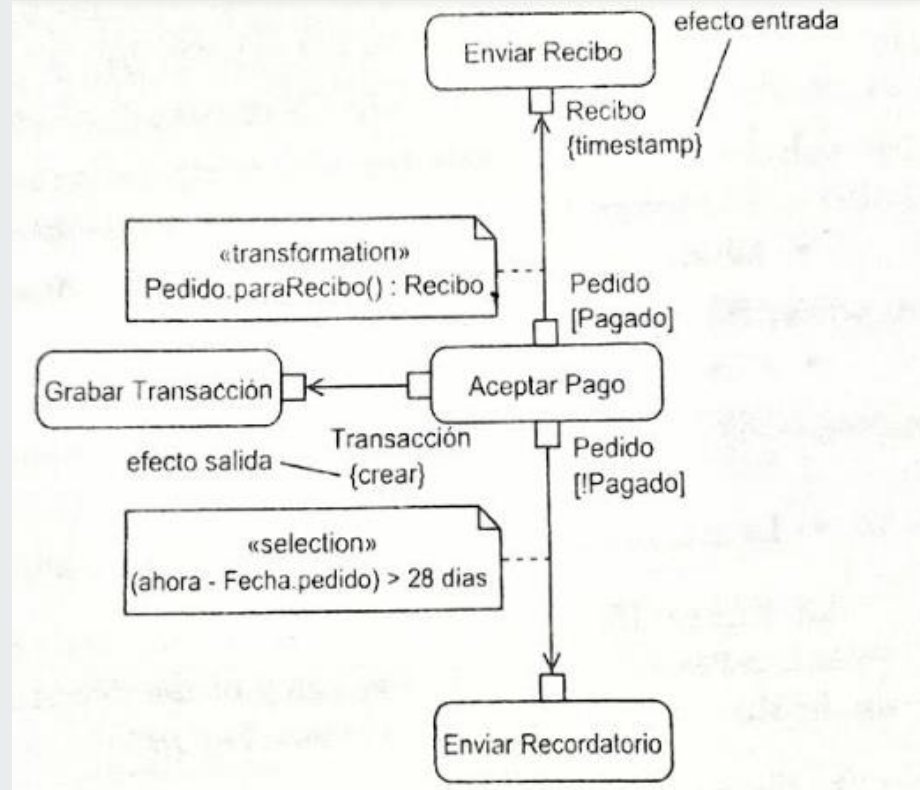 efecto entrada
Enviar Recibo
Recibo
{timestamp}
«transformation»
Pedido.paraRecibo() : Recibo
Pedido
[Pagado]
Grabar Transacción
Aceptar Pago
Transacción
{crear}
efecto salida
Pedido
[!Pagado]
«selection»
(ahora - Fecha.pedido) > 28 dias
Enviar Recordatorio